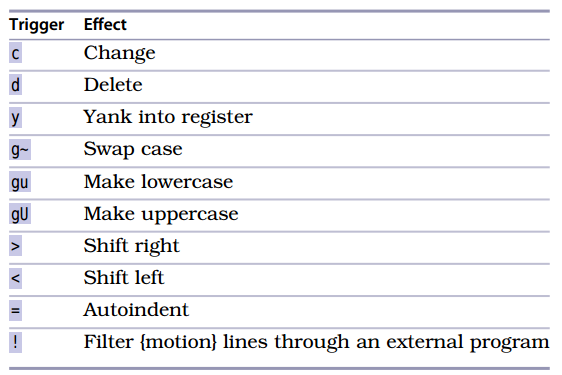 Trigger Effect
c Change
d Delete
y Yank into register
g~ Swap case
gu Make lowercase
gU Make uppercase
> Shift right
< Shift left
= Autoindent
! Filter {motion} lines through an external program